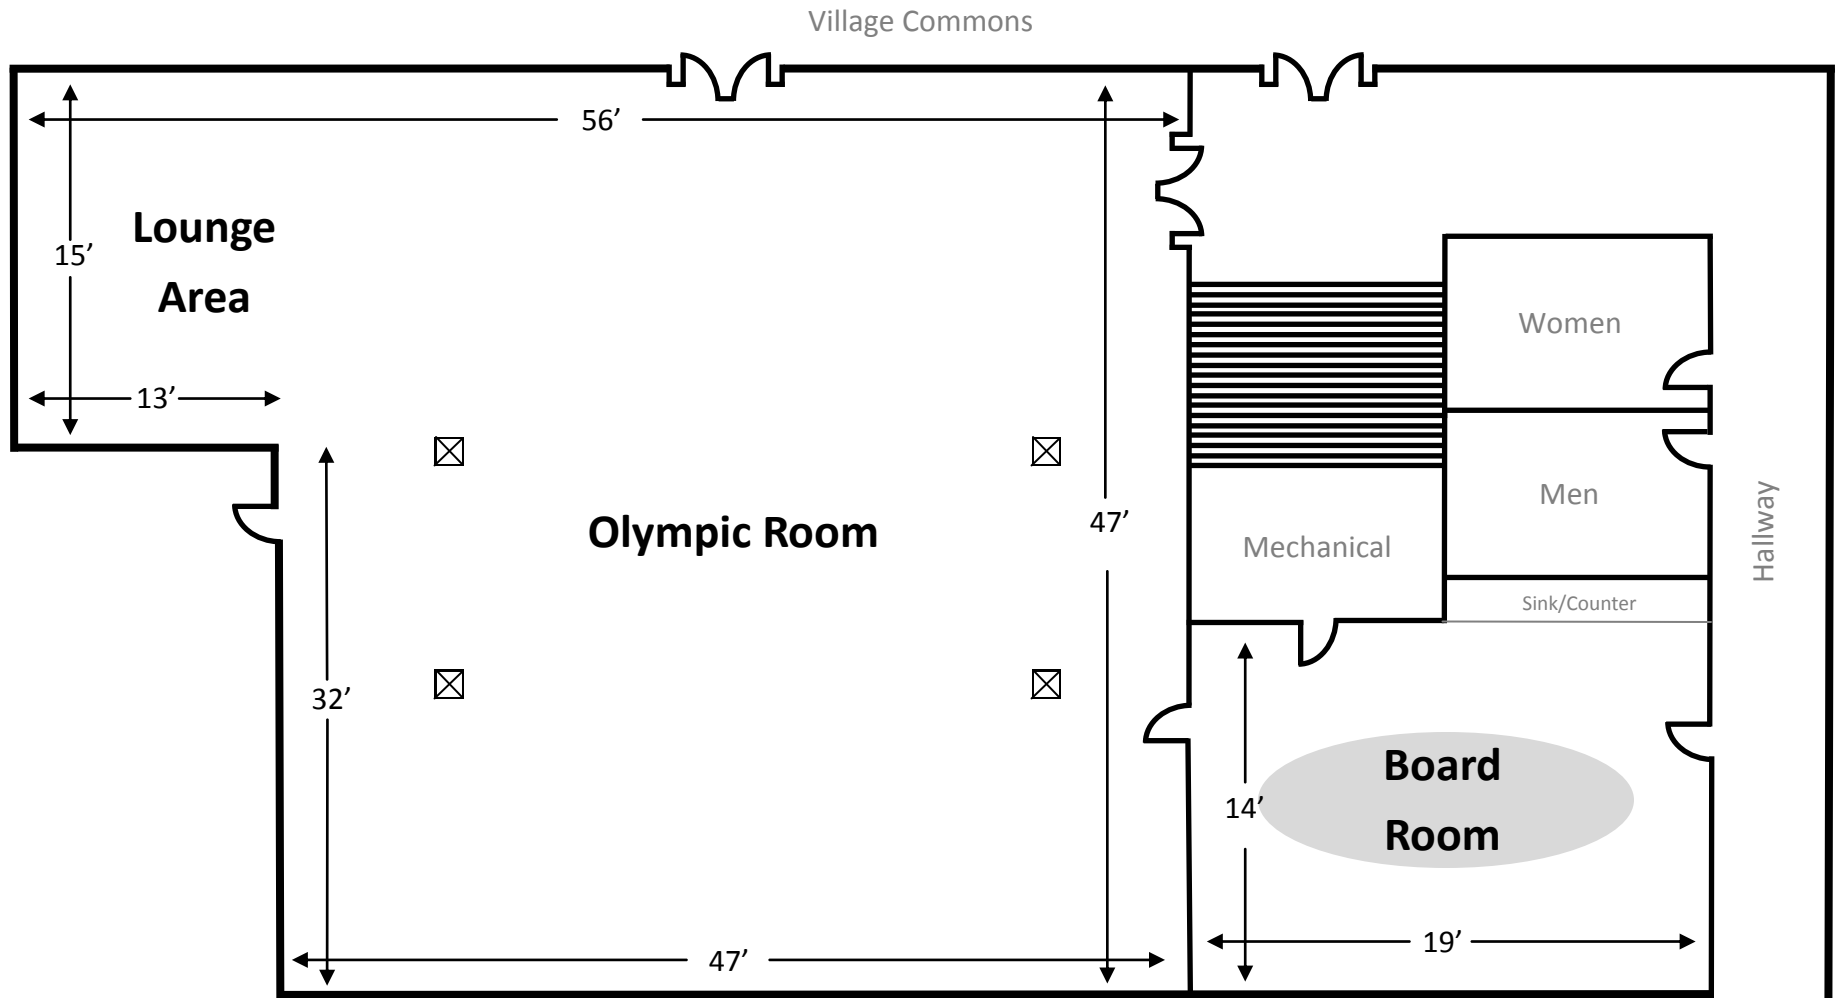 Village Commons
56’
Lounge
Area
15’
13’
Women
Men
Hallway
Olympic Room
47’
Mechanical
Sink/Counter
32’
Board
Room
14’
19’
47’